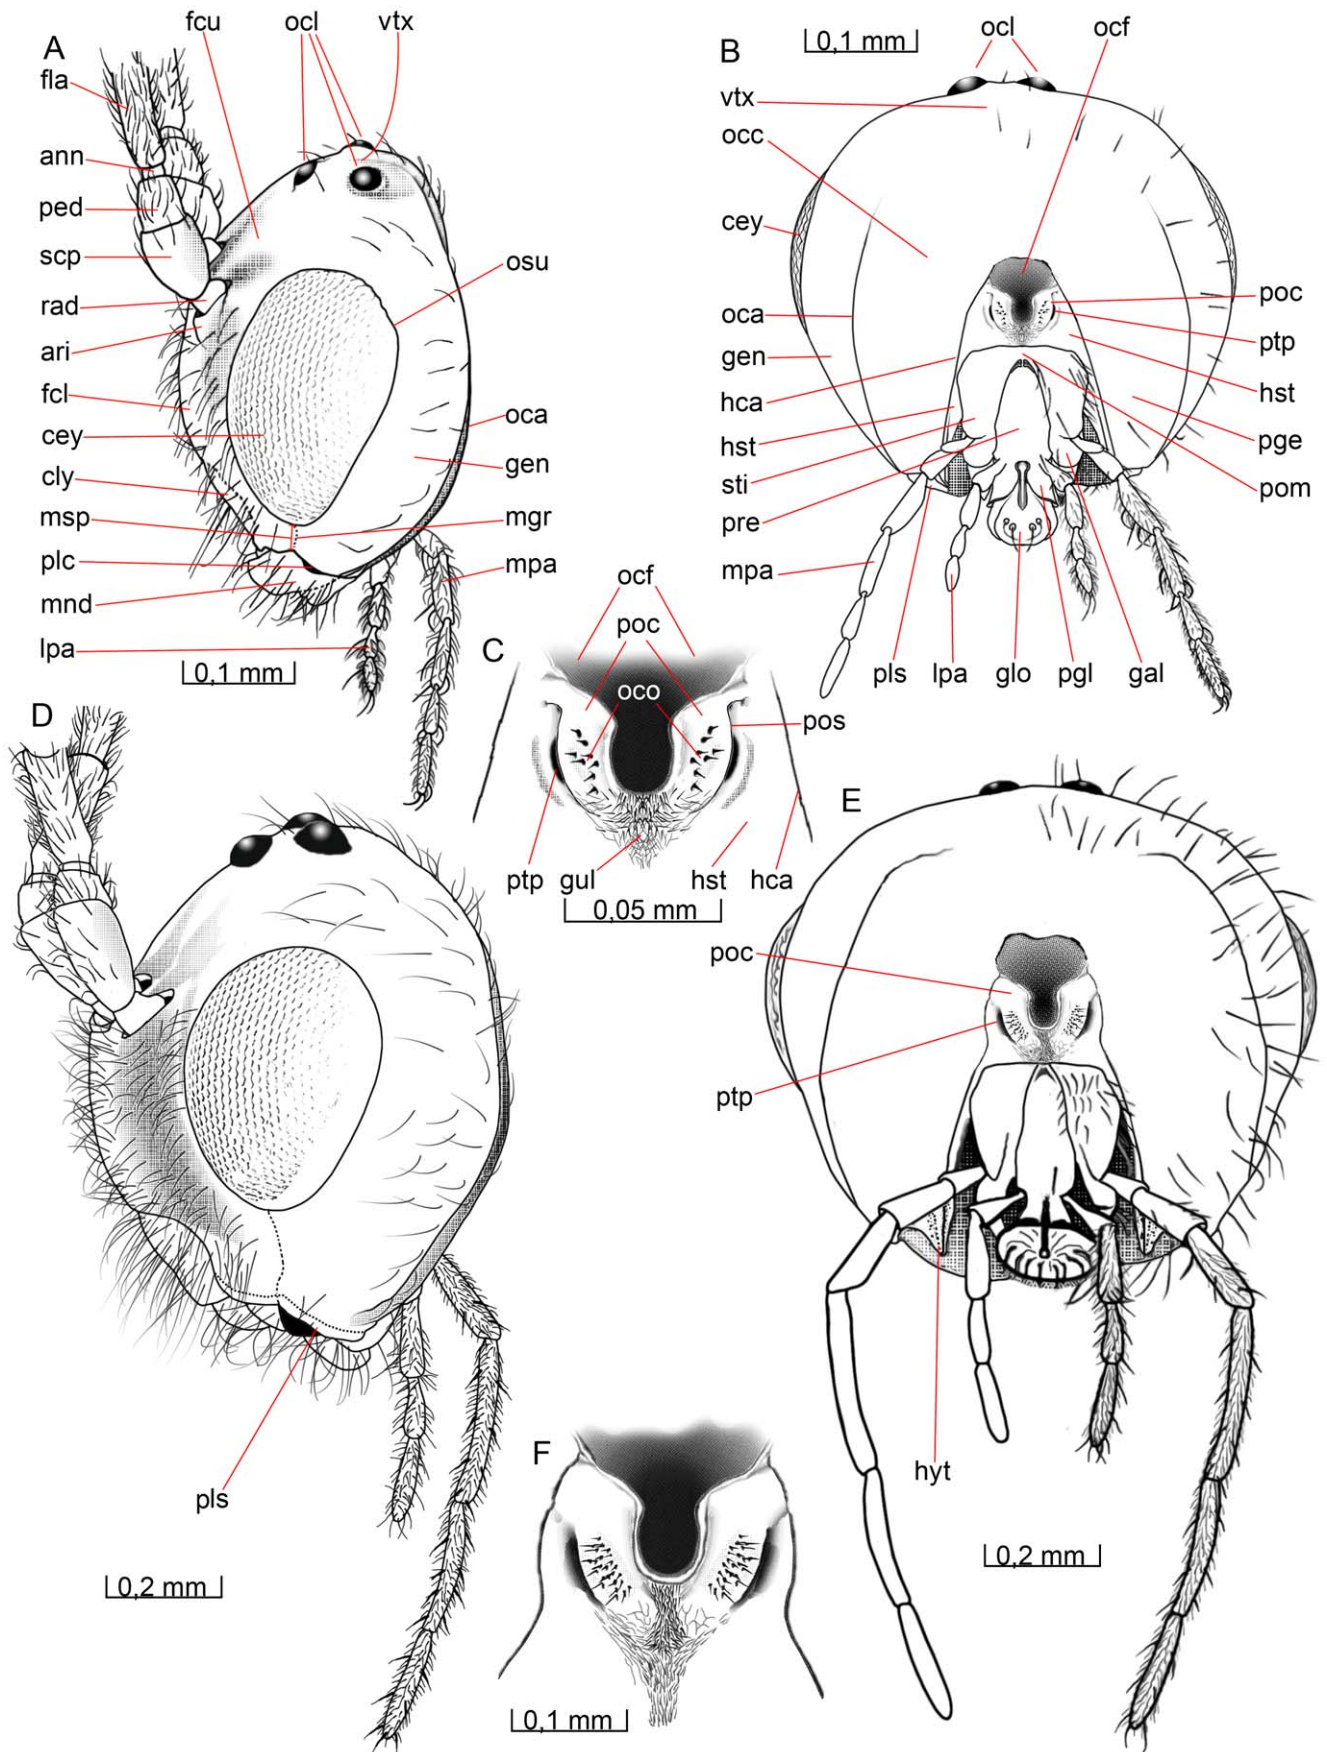 A
fcu
ocl
vtx
fla
ann
ped
scp
rad
ari
fcl
cey
cly
msp
plc
mnd
lpa
osu
oca
gen
mgr
mpa
0,1 mm
B
0,1 mm
ocl
ocf
vtx
occ
cey
oca
gen
hca
hst
sti
pre
mpa
poc
ptp
hst
pge
pom
pls
lpa
glo
pgl
gal
C
ocf
poc
oco
pos
ptp
gul
hst
hca
0,05 mm
D
pls
0,2 mm
E
poc
ptp
hyt
0,2 mm
F
0,1 mm